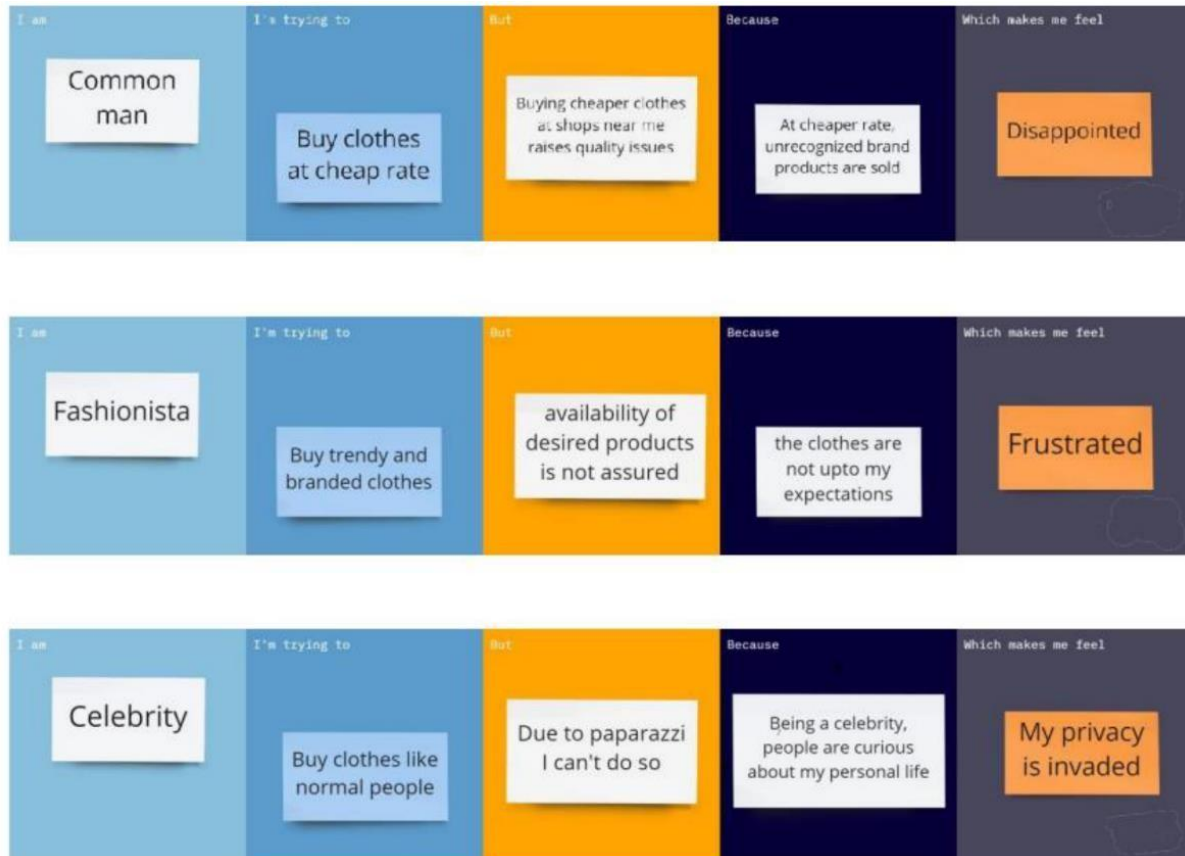 I am
Common
man
I'm trying to
Buy clothes
at cheap rate
But
Buying cheaper clothes
at shops near me
raises quality issues
Because
At cheaper rate,
unrecognized brand
products are sold
Which makes me feel
Disappointed
I am
Fashionista
I'm trying to
Buy trendy and
branded clothes
But
availability of
desired products
is not assured
Because
the clothes are
not upto my
expectations
Which makes me feel
Frustrated
I am
Celebrity
I'm trying to
Buy clothes like
normal people
But
Due to paparazzi
I can't do so
Because
Being a celebrity,
people are curious
about my personal life
Which makes me feel
My privacy
is invaded